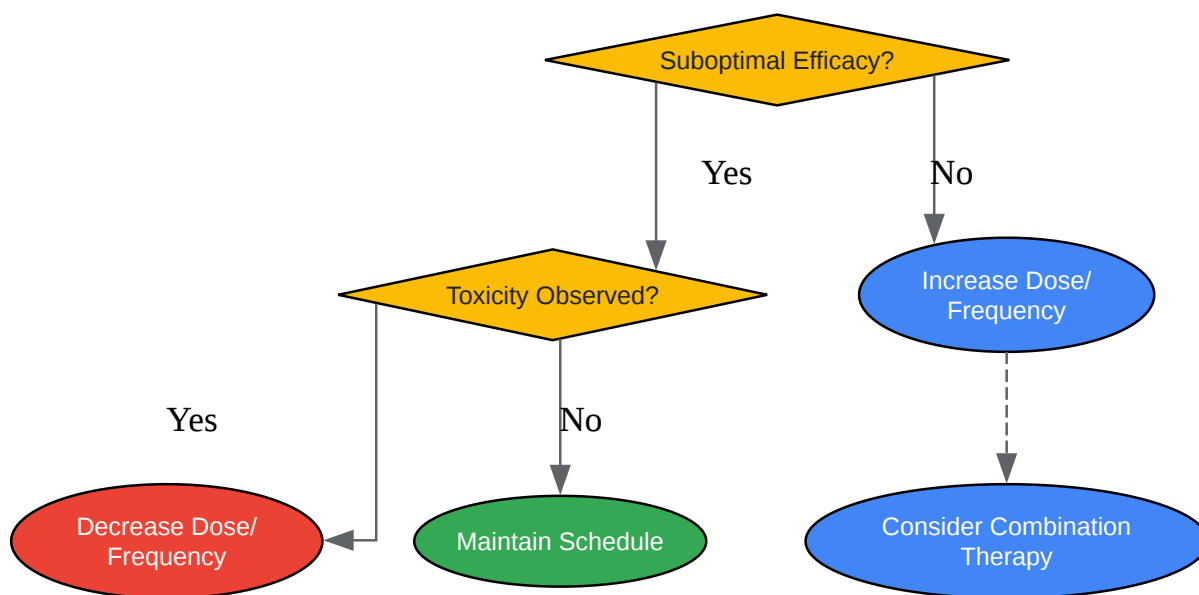 Suboptimal Efficacy?
Yes
No
Toxicity Observed?
Increase Dose/
Frequency
Yes
No
Decrease Dose/
Frequency
Maintain Schedule
Consider Combination
Therapy